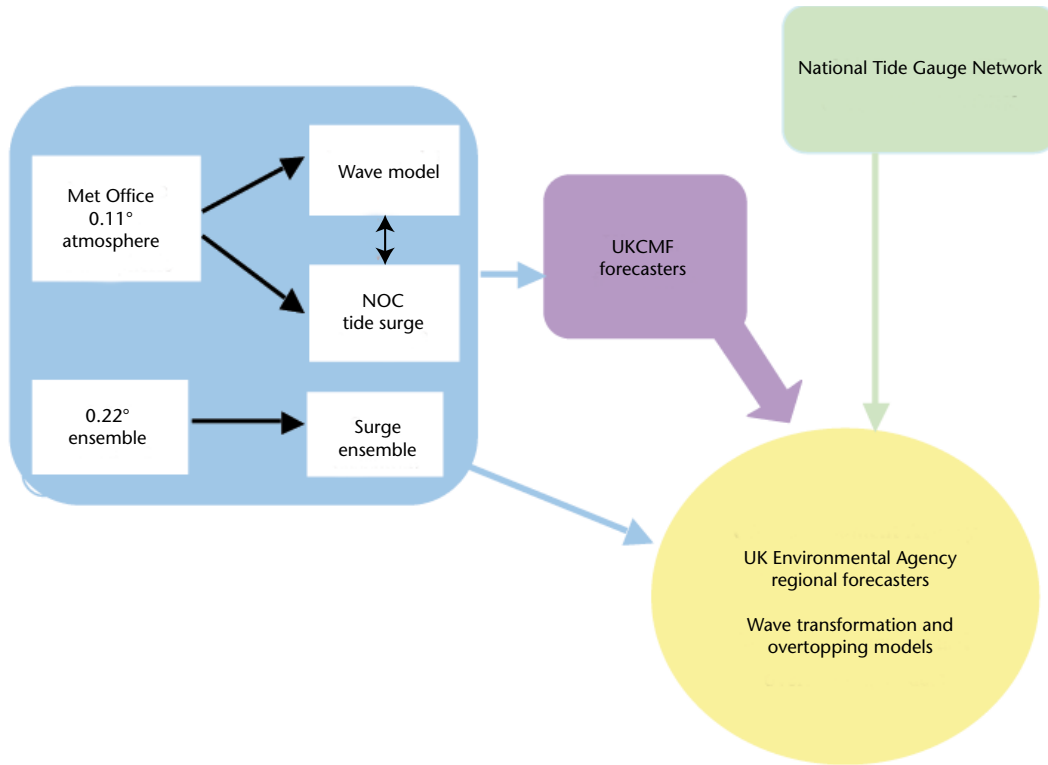 National Tide Gauge Network
Met Office
0.11°
atmosphere
Wave model
NOC
tide surge
UKCMF
forecasters
0.22°
ensemble
Surge
ensemble
UK Environmental Agency
regional forecasters
Wave transformation and
overtopping models